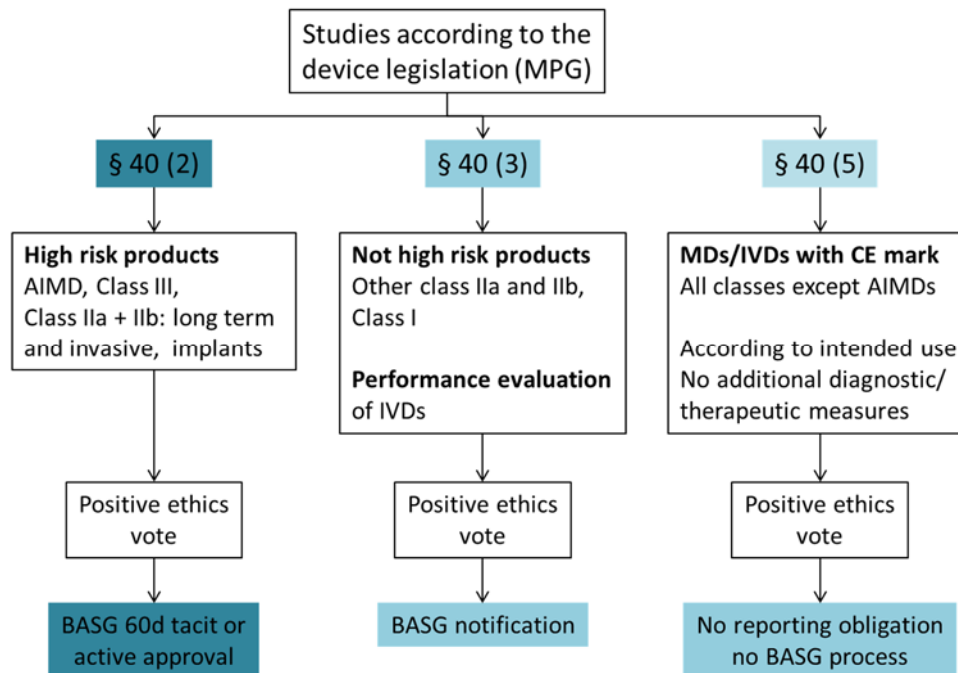 Studies according to the
device legislation (MPG)
§ 40 (2)
§ 40 (3)
§ 40 (5)
High risk products
AIMD, Class III,
Class IIa + IIb: long term
and invasive, implants
Not high risk products
Other class IIa and IIb,
Class I
Performance evaluation
of IVDs
MDs/IVDs with CE mark
All classes except AIMDs
According to intended use
No additional diagnostic/
therapeutic measures
Positive ethics
vote
Positive ethics
vote
Positive ethics
vote
BASG 60d tacit or
active approval
BASG notification
No reporting obligation
no BASG process